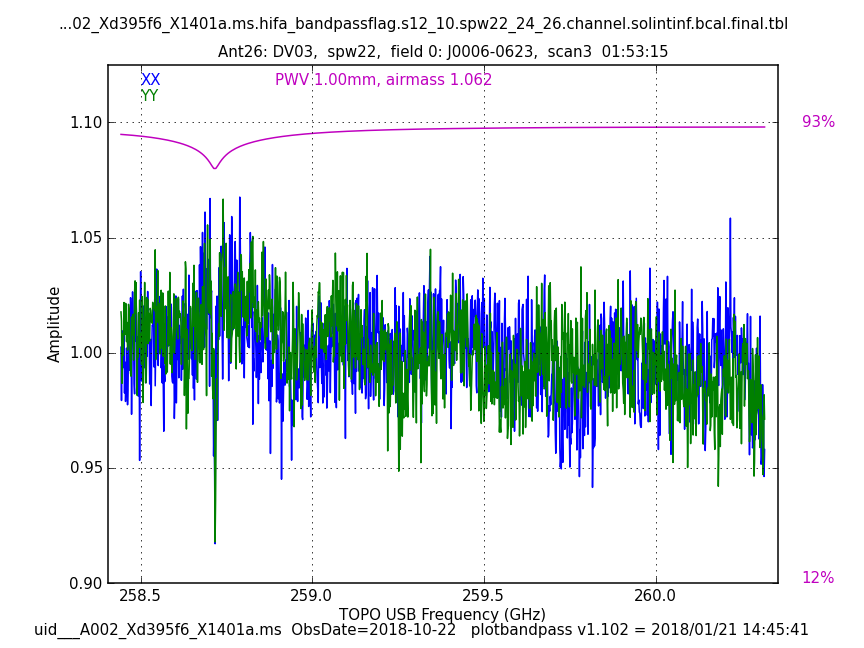 ...02_Xd395f6_X1401a.ms.hifa_bandpassflag.s12_10.spw22_24_26.channel.solintinf.bcal.final.tbl
Ant26: DV03,  spw22,  field 0: J0006-0623,  scan3  01:53:15
XX
PWV 1.00mm, airmass 1.062
YY
1.10
93%
1.05
Amplitude
1.00
0.95
0.90
12%
258.5
259.0
259.5
260.0
TOPO USB Frequency (GHz)
uid___A002_Xd395f6_X1401a.ms  ObsDate=2018-10-22   plotbandpass v1.102 = 2018/01/21 14:45:41